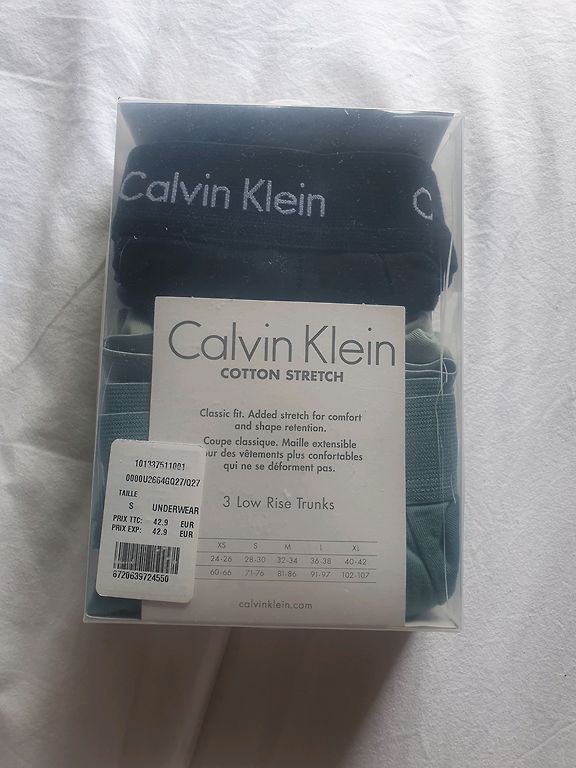 Calvin Klein C
Calvin Klein
COTTON STRETCH
Classic fit. Added stretch for comfort
and shape retention.
Coupe classique. Maille extensible
our des vêtements plus confortables
qui ne se déforment pas.
3 Low Rise Trunks
XS S M L XL
24-26 28-30 32-34 36-38 40-42
60-66 71-76 81-86 91-97 102-107
calvinklein.com
101337511001
0000U2664GQ27/Q27
TAILLE
S UNDERWEAR
PRIX TTC: 42.9 EUR
PRIX EXP: 42.9 EUR
8720639724550